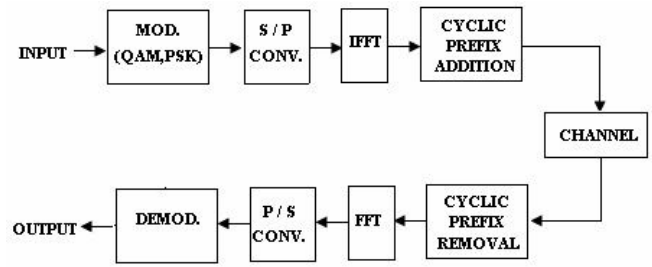 INPUT
MOD.
(QAM,PSK)
S / P
CONV.
IFFT
CYCLIC
PREFIX
ADDITION
CHANNEL
CYCLIC
PREFIX
REMOVAL
FFT
P / S
CONV.
DEMOD.
OUTPUT